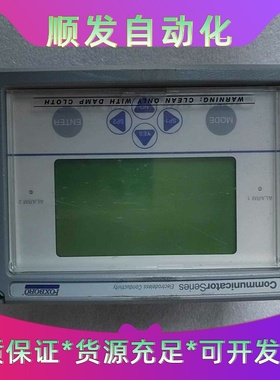 顺发自动化
WARNING: CLEAN ONLY WITH DAMP CLOTH
ENTER
MODE
YES
ALARM 2
ALARM 1
FOXBORO
CommunicatorSeries
Electrodeless Conductivity
质保证*货源充足*可开发